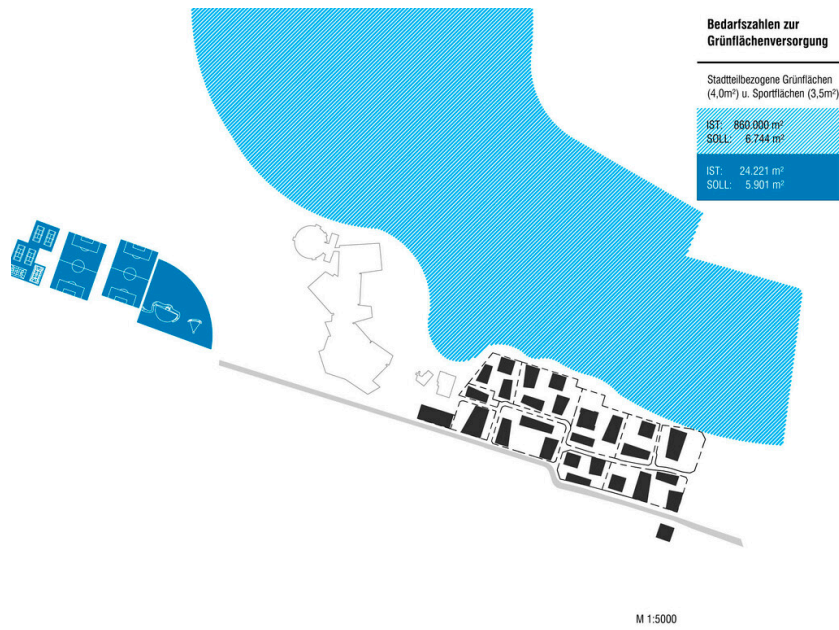 Bedarfszahlen zur
Grünflächenversorgung
Stadtteilbezogene Grünflächen
(4,0m²) u. Sportflächen (3,5m²)
IST: 860.000 m²
SOLL: 6.744 m²
IST: 24.221 m²
SOLL: 5.901 m²
M 1:5000